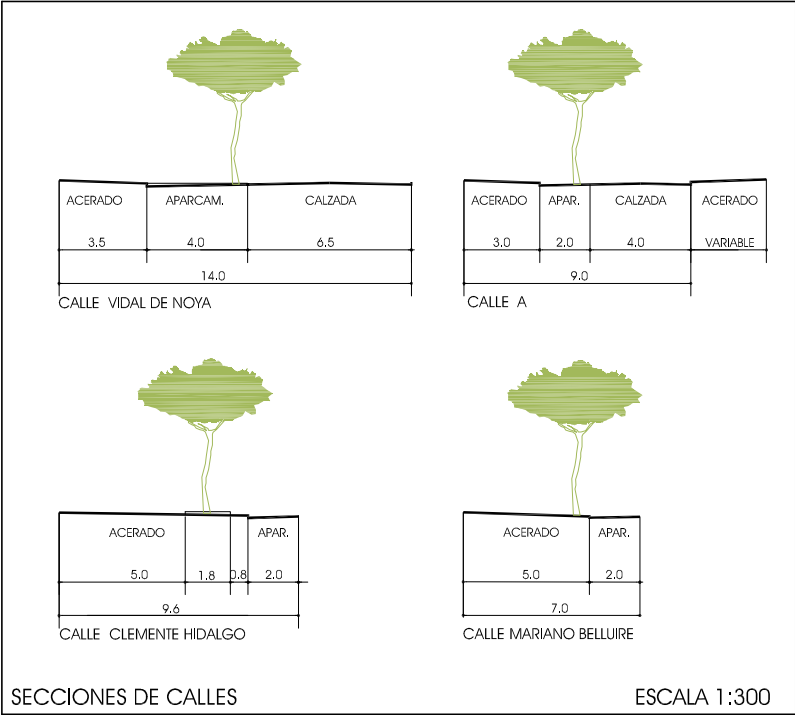 ACERADO APARCAM. CALZADA
3.5 4.0 6.5
14.0
CALLE VIDAL DE NOYA
ACERADO APAR. CALZADA ACERADO
3.0 2.0 4.0 VARIABLE
9.0
CALLE A
ACERADO APAR.
5.0 1.8 0.8 2.0
9.6
CALLE CLEMENTE HIDALGO
ACERADO APAR.
5.0 2.0
7.0
CALLE MARIANO BELLUIRE
SECCIONES DE CALLES
ESCALA 1:300